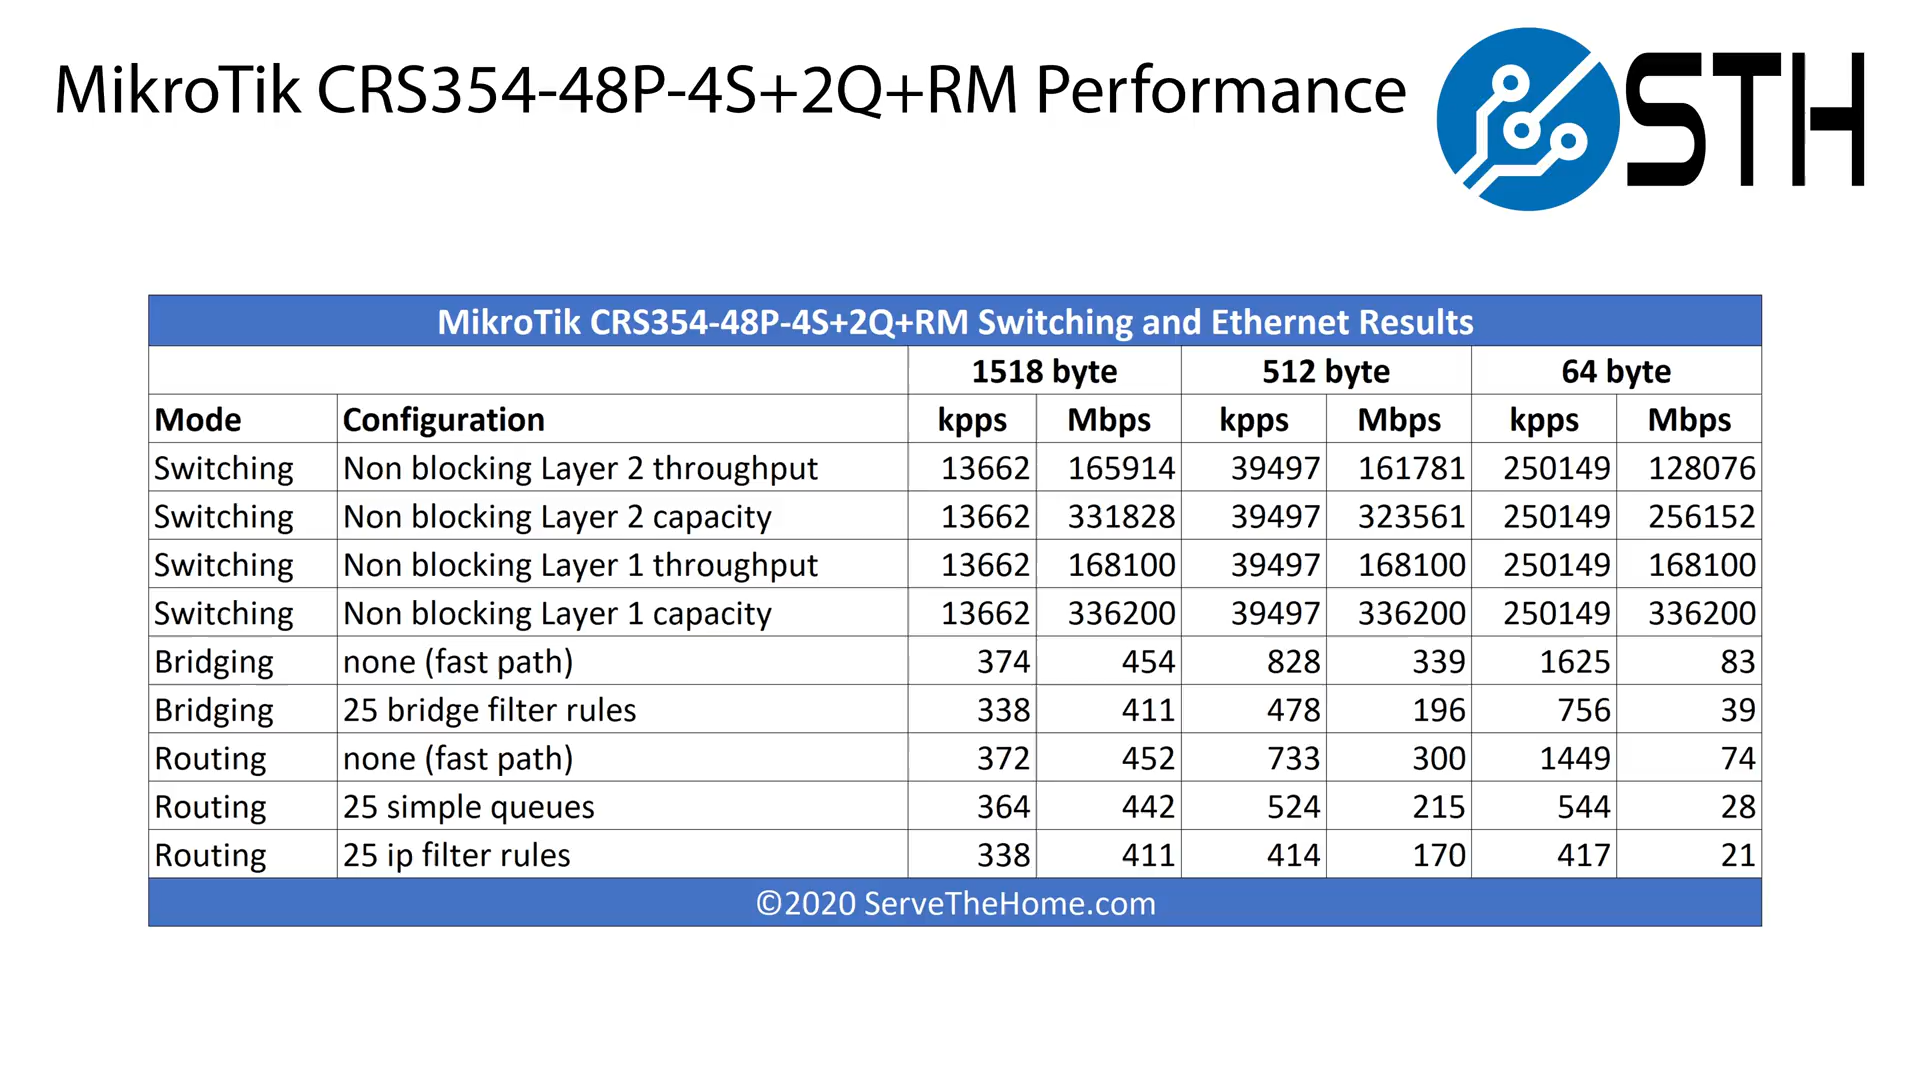 MikroTik CRS354-48P-4S+2Q+RM Performance
STH
MikroTik CRS354-48P-4S+2Q+RM Switching and Ethernet Results
1518 byte 512 byte 64 byte
Mode Configuration kpps Mbps kpps Mbps kpps Mbps
Switching Non blocking Layer 2 throughput 13662 165914 39497 161781 250149 128076
Switching Non blocking Layer 2 capacity 13662 331828 39497 323561 250149 256152
Switching Non blocking Layer 1 throughput 13662 168100 39497 168100 250149 168100
Switching Non blocking Layer 1 capacity 13662 336200 39497 336200 250149 336200
Bridging none (fast path) 374 454 828 339 1625 83
Bridging 25 bridge filter rules 338 411 478 196 756 39
Routing none (fast path) 372 452 733 300 1449 74
Routing 25 simple queues 364 442 524 215 544 28
Routing 25 ip filter rules 338 411 414 170 417 21
©2020 ServeTheHome.com